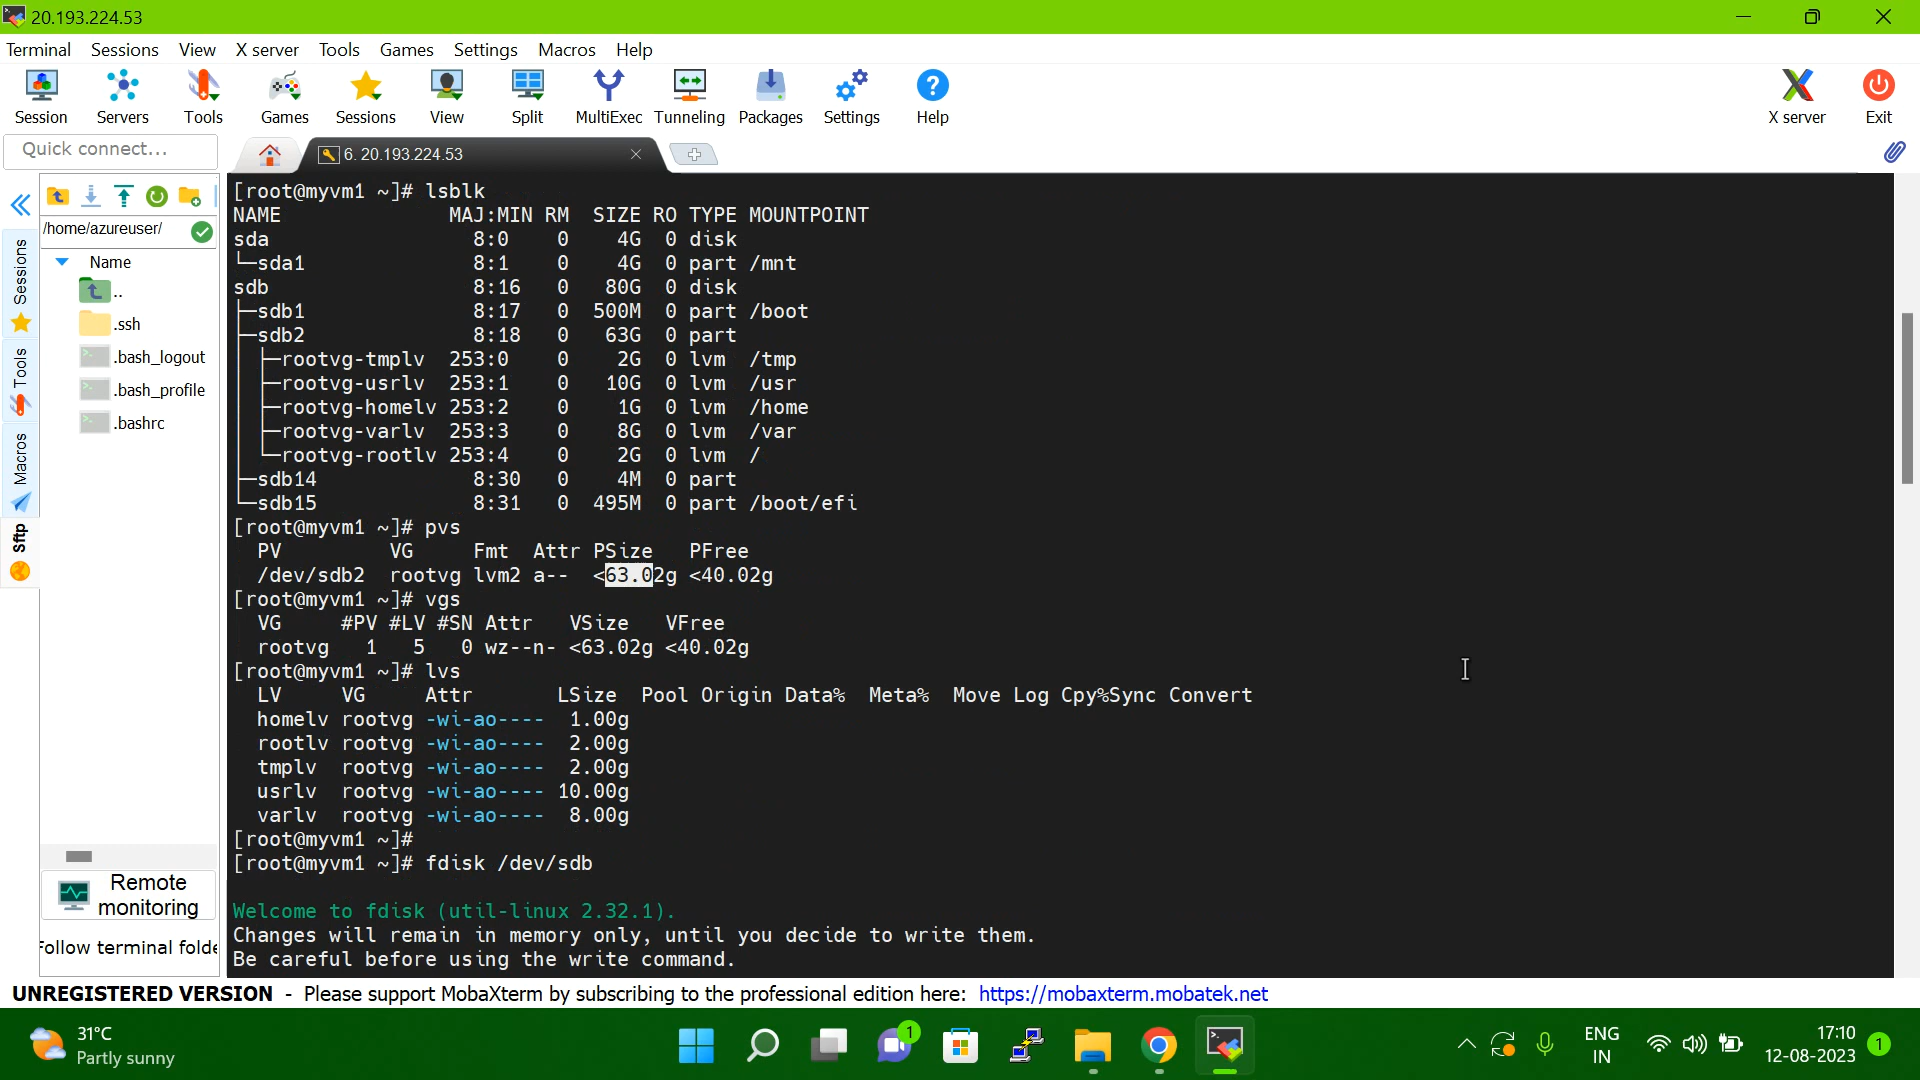 20.193.224.53
Terminal Sessions View X server Tools Games Settings Macros Help
Session Servers Tools Games Sessions View Split MultiExec Tunneling Packages Settings Help X server Exit
Quick connect...
6. 20.193.224.53
/home/azureuser/
Name
..
.ssh
.bash_logout
.bash_profile
.bashrc
Sessions
Tools
Macros
Sftp
Remote
monitoring
Follow terminal folde
[root@myvm1 ~]# lsblk
NAME MAJ:MIN RM SIZE RO TYPE MOUNTPOINT
sda 8:0 0 4G 0 disk
└─sda1 8:1 0 4G 0 part /mnt
sdb 8:16 0 80G 0 disk
├─sdb1 8:17 0 500M 0 part /boot
├─sdb2 8:18 0 63G 0 part
│ ├─rootvg-tmplv 253:0 0 2G 0 lvm /tmp
│ ├─rootvg-usrlv 253:1 0 10G 0 lvm /usr
│ ├─rootvg-homelv 253:2 0 1G 0 lvm /home
│ ├─rootvg-varlv 253:3 0 8G 0 lvm /var
│ └─rootvg-rootlv 253:4 0 2G 0 lvm /
├─sdb14 8:30 0 4M 0 part
└─sdb15 8:31 0 495M 0 part /boot/efi
[root@myvm1 ~]# pvs
PV VG Fmt Attr PSize PFree
/dev/sdb2 rootvg lvm2 a-- <63.02g <40.02g
[root@myvm1 ~]# vgs
VG #PV #LV #SN Attr VSize VFree
rootvg 1 5 0 wz--n- <63.02g <40.02g
[root@myvm1 ~]# lvs
LV VG Attr LSize Pool Origin Data% Meta% Move Log Cpy%Sync Convert
homelv rootvg -wi-ao---- 1.00g
rootlv rootvg -wi-ao---- 2.00g
tmplv rootvg -wi-ao---- 2.00g
usrlv rootvg -wi-ao---- 10.00g
varlv rootvg -wi-ao---- 8.00g
[root@myvm1 ~]#
[root@myvm1 ~]# fdisk /dev/sdb
Welcome to fdisk (util-linux 2.32.1).
Changes will remain in memory only, until you decide to write them.
Be careful before using the write command.
UNREGISTERED VERSION - Please support MobaXterm by subscribing to the professional edition here: https://mobaxterm.mobatek.net
31°C
Partly sunny
1
ENG
IN
17:10
12-08-2023
1